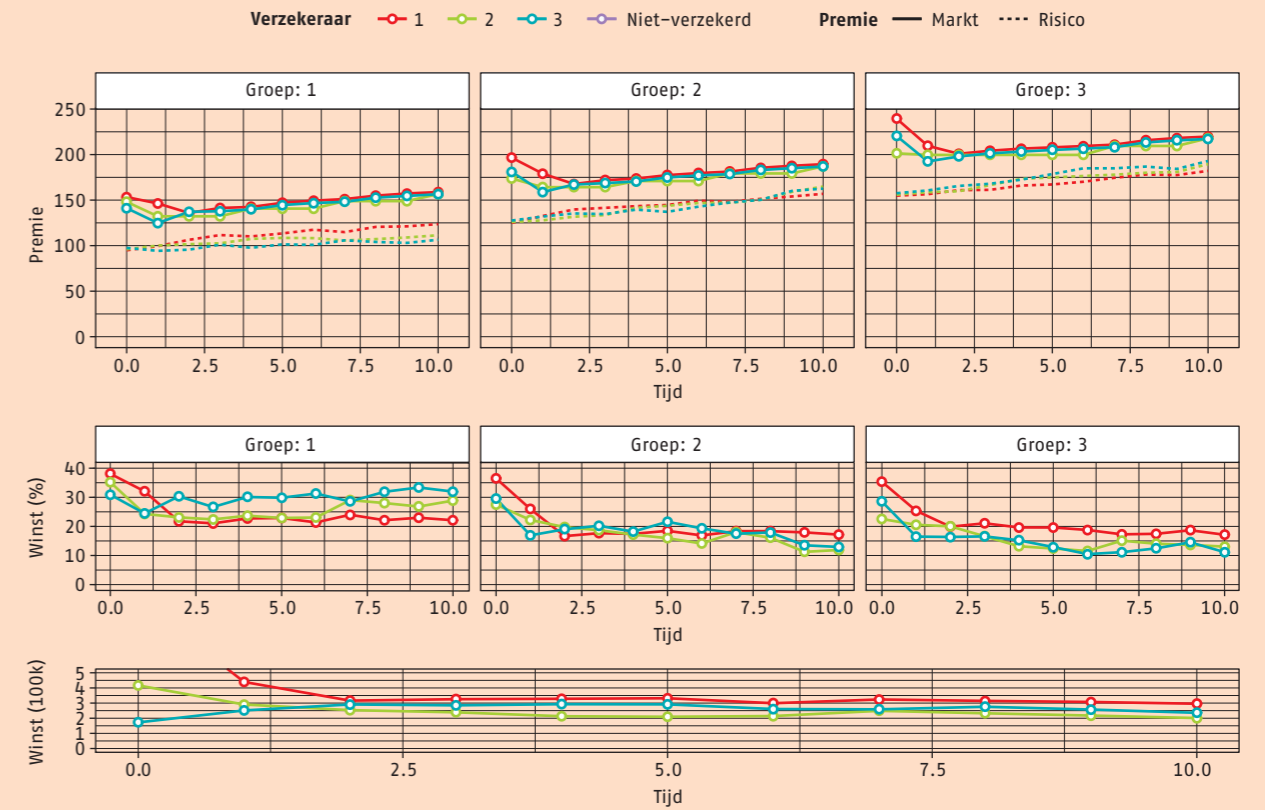 Verzekeraar 1 2 3 Niet-verzekerd Premie Markt Risico
Groep: 1 Groep: 2 Groep: 3
Premie
250
200
150
100
50
0
0.0 2.5 5.0 7.5 10.0 0.0 2.5 5.0 7.5 10.0 0.0 2.5 5.0 7.5 10.0
Tijd
Groep: 1 Groep: 2 Groep: 3
Winst (%)
40
30
20
10
0
0.0 2.5 5.0 7.5 10.0 0.0 2.5 5.0 7.5 10.0 0.0 2.5 5.0 7.5 10.0
Tijd
Winst (100k)
5
4
3
2
1
0
0.0 2.5 5.0 7.5 10.0
Tijd